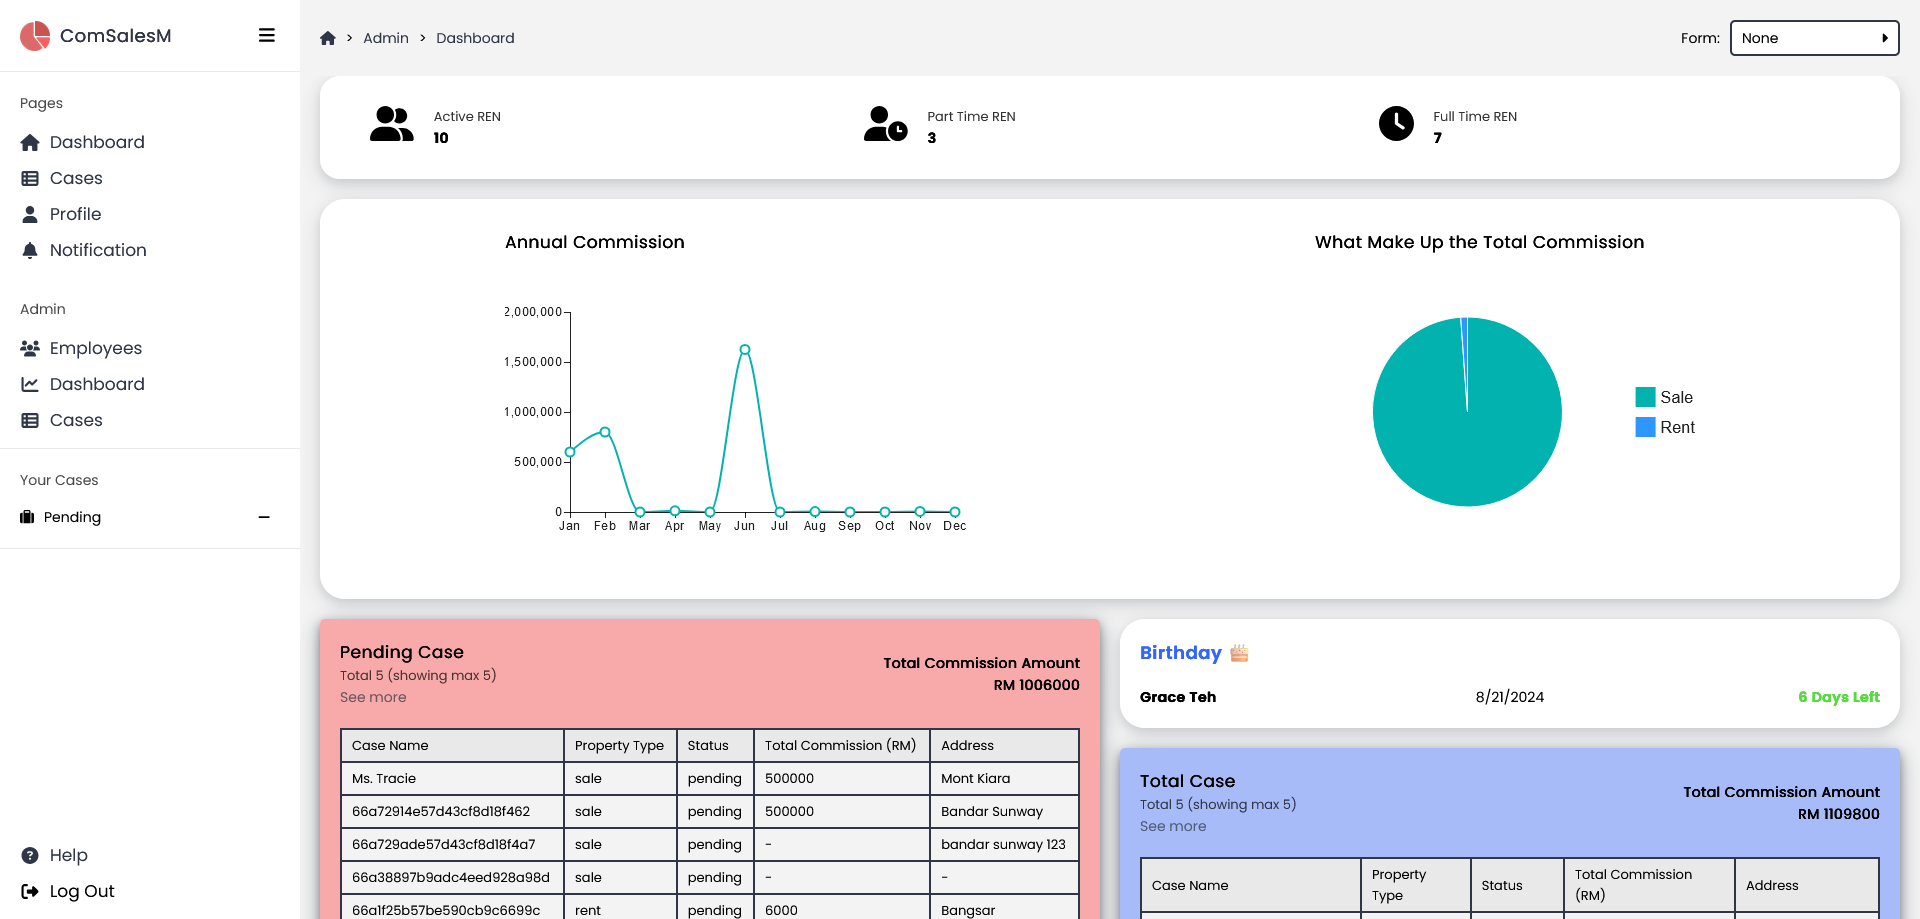 ComSalesM
Pages
Dashboard
Cases
Profile
Notification
Admin
Employees
Dashboard
Cases
Your Cases
Pending
Help
Log Out
> Admin > Dashboard
Form: None
Active REN
10
Part Time REN
3
Full Time REN
7
Annual Commission
2,000,000
1,500,000
1,000,000
500,000
0
Jan Feb Mar Apr May Jun Jul Aug Sep Oct Nov Dec
What Make Up the Total Commission
Sale
Rent
Pending Case
Total 5 (showing max 5)
See more
Total Commission Amount
RM 1006000
Case Name Property Type Status Total Commission (RM) Address
Ms. Tracie sale pending 500000 Mont Kiara
66a72914e57d43cf8d18f462 sale pending 500000 Bandar Sunway
66a729ade57d43cf8d18f4a7 sale pending - bandar sunway 123
66a38897b9adc4eed928a98d sale pending - -
66a1f25b57be590cb9c6699c rent pending 6000 Bangsar
Birthday
Grace Teh 8/21/2024 6 Days Left
Total Case
Total 5 (showing max 5)
See more
Total Commission Amount
RM 1109800
Case Name Property Type Status Total Commission (RM) Address